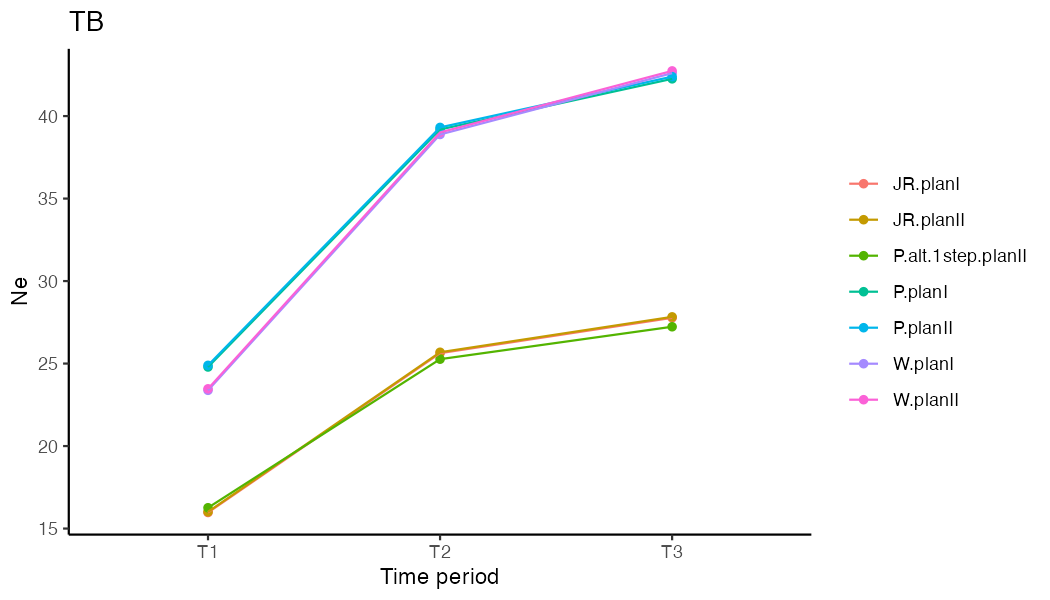 TB
Ne
40
35
30
25
20
15
T1 T2 T3
Time period
JR.planI
JR.planII
P.alt.1step.planII
P.planI
P.planII
W.planI
W.planII